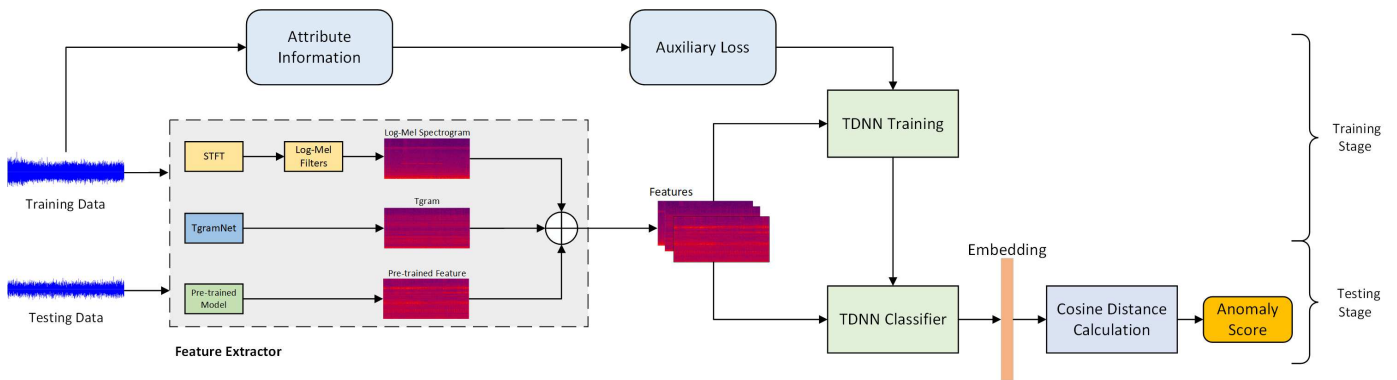 Attribute
Information
Auxiliary Loss
TDNN Training
Training
Stage
Log-Mel Spectrogram
STFT
Log-Mel
Filters
Training Data
Features
Tgram
TgramNet
Embedding
Pre-trained Feature
Pre-trained
Model
Testing Data
TDNN Classifier
Cosine Distance
Calculation
Anomaly
Score
Testing
Stage
Feature Extractor